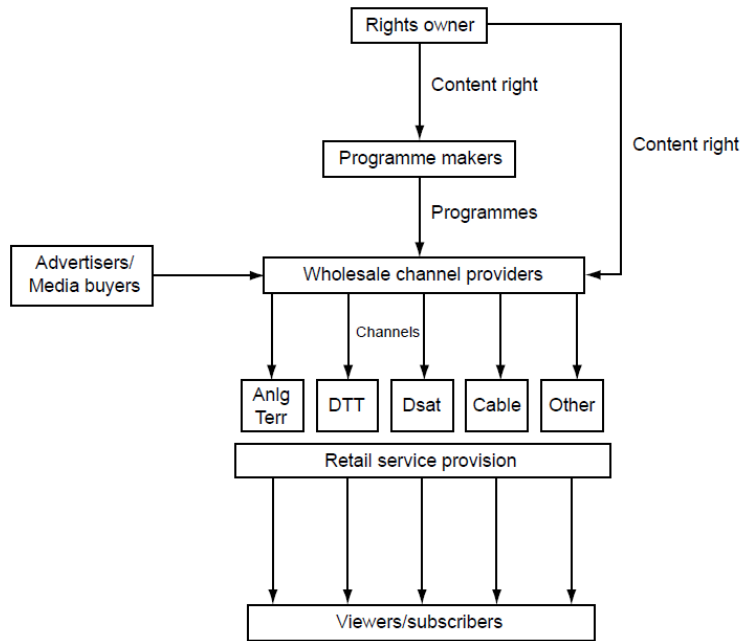 Rights owner
Content right
Content right
Programme makers
Programmes
Advertisers/
Media buyers
Wholesale channel providers
Channels
Anlg
Terr
DTT
Dsat
Cable
Other
Retail service provision
Viewers/subscribers